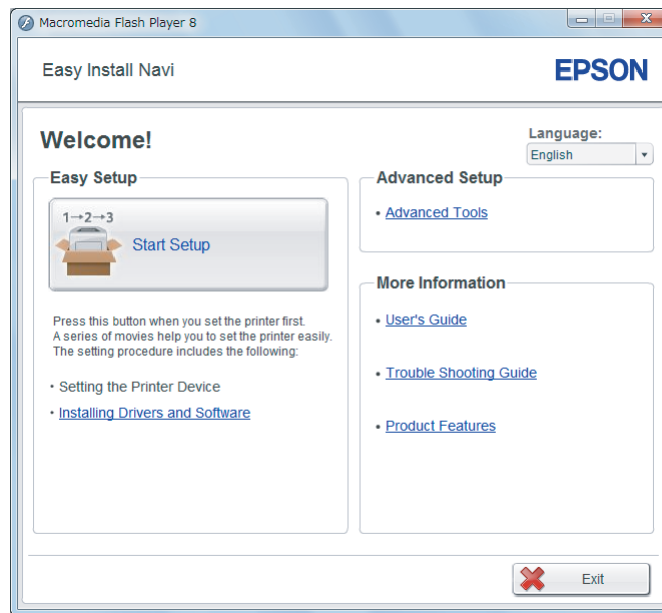 Macromedia Flash Player 8
Easy Install Navi
EPSON
Welcome!
Language:
English
Easy Setup
1→2→3
Start Setup
Press this button when you set the printer first.
A series of movies help you to set the printer easily.
The setting procedure includes the following:
・Setting the Printer Device
・Installing Drivers and Software
Advanced Setup
• Advanced Tools
More Information
• User's Guide
• Trouble Shooting Guide
• Product Features
Exit